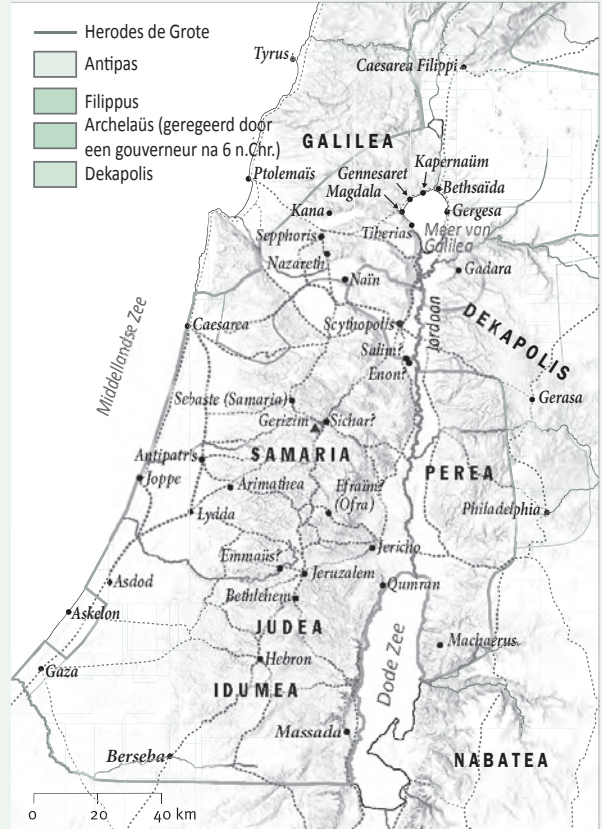 Herodes de Grote
Antipas
Filippus
Archelaüs (geregeerd door
een gouverneur na 6 n.Chr.)
Dekapolis
Tyrus
Caesarea Filippi
GALILEA
Kapernaüm
Gennesaret
Magdala
Bethsaïda
Ptolemaïs
Kana
Gergesa
Tiberias
Meer van
Galilea
Sepphoris
Nazareth
Gadara
Naïn
Middellandse Zee
Caesarea
Scythopolis
Jordaan
DEKAPOLIS
Salim?
Enon?
Sebaste (Samaria)
Gerasa
Gerizim
Sichar?
SAMARIA
Antipatris
Joppe
PEREA
Arimathea
Efraïm?
(Ofra)
Lydda
Philadelphia
Jericho
Emmaüs?
Jeruzalem
Qumran
Asdod
Bethlehem
Askelon
JUDEA
Machaerus
Hebron
Gaza
Dode Zee
IDUMEA
Massada
Berseba
NABATEA
0 20 40 km